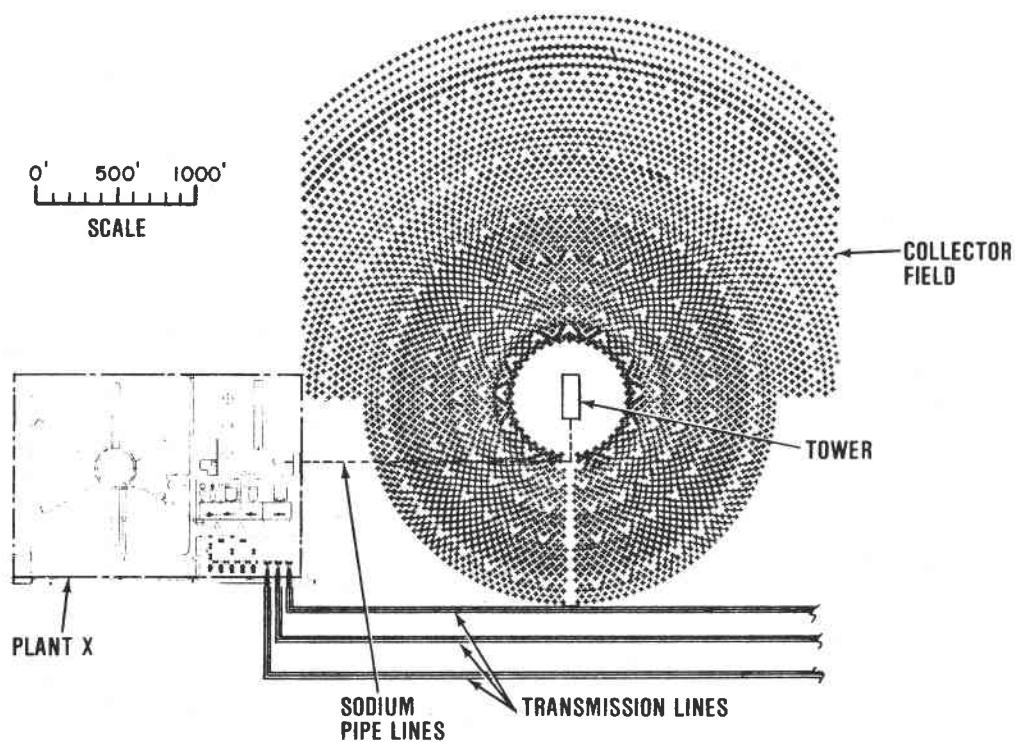 0' 500' 1000'
SCALE
COLLECTOR
FIELD
TOWER
PLANT X
SODIUM
PIPE LINES
TRANSMISSION LINES